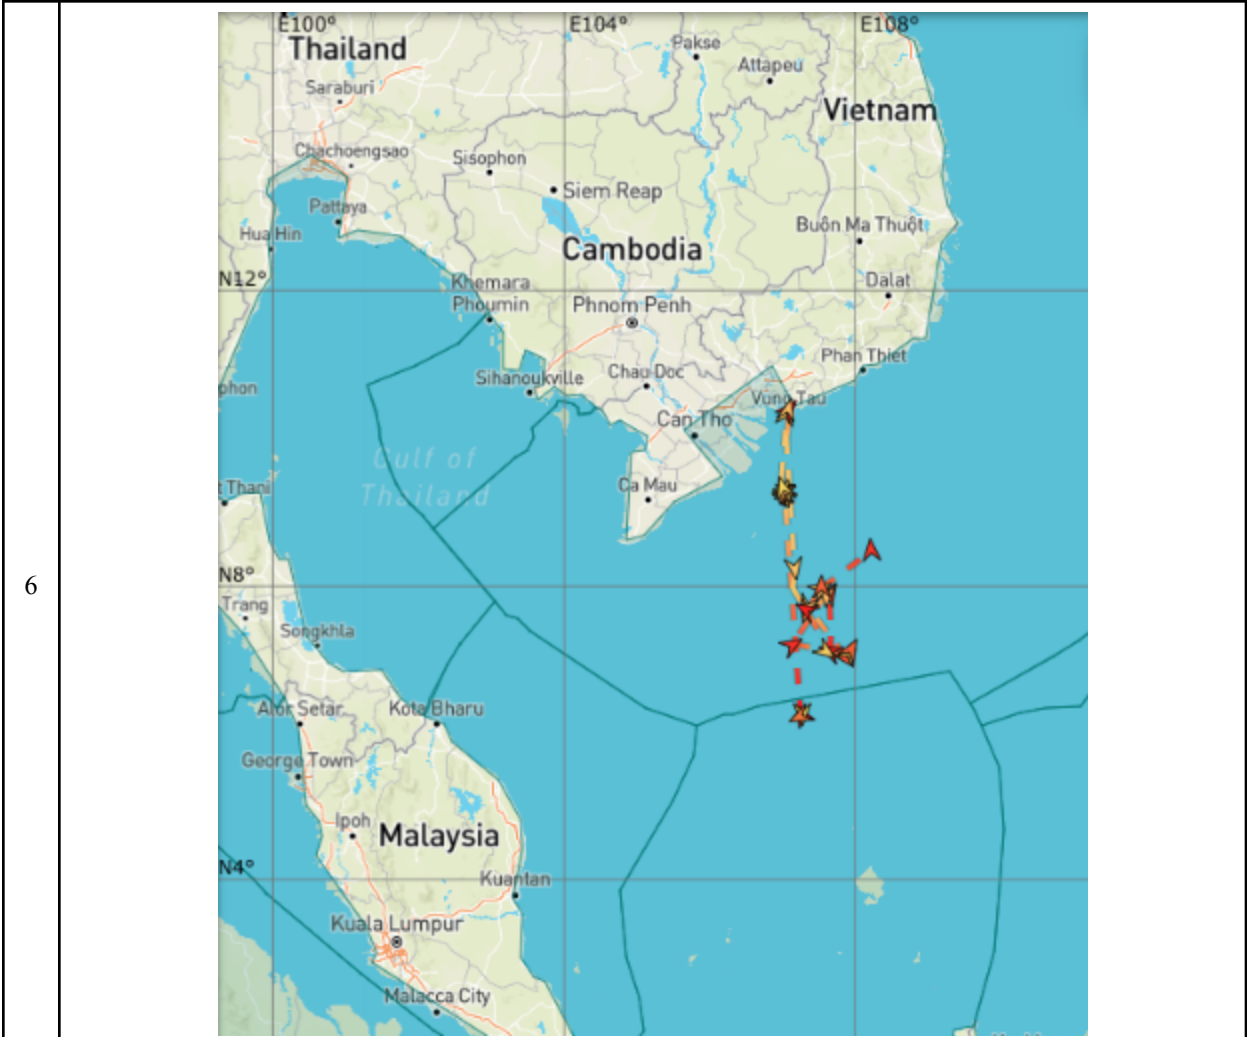 E100° E104° E108°
Thailand
Pakse
Attapeu
Saraburi
Vietnam
Chachoengsao
Sisophon
Siem Reap
Pattaya
Buôn Ma Thuột
Hua Hin
Cambodia
N12°
Khemara
Phoumin
Phnom Penh
Dalat
Phan Thiet
Chau Doc
Sihanoukville
phon
Vung Tau
Can Tho
Gulf of
Thailand
Ca Mau
t Thani
N8°
6
Trang
Songkhla
Alor Setar
Kota Bharu
George Town
Ipoh
Malaysia
N4°
Kuantan
Kuala Lumpur
Malacca City